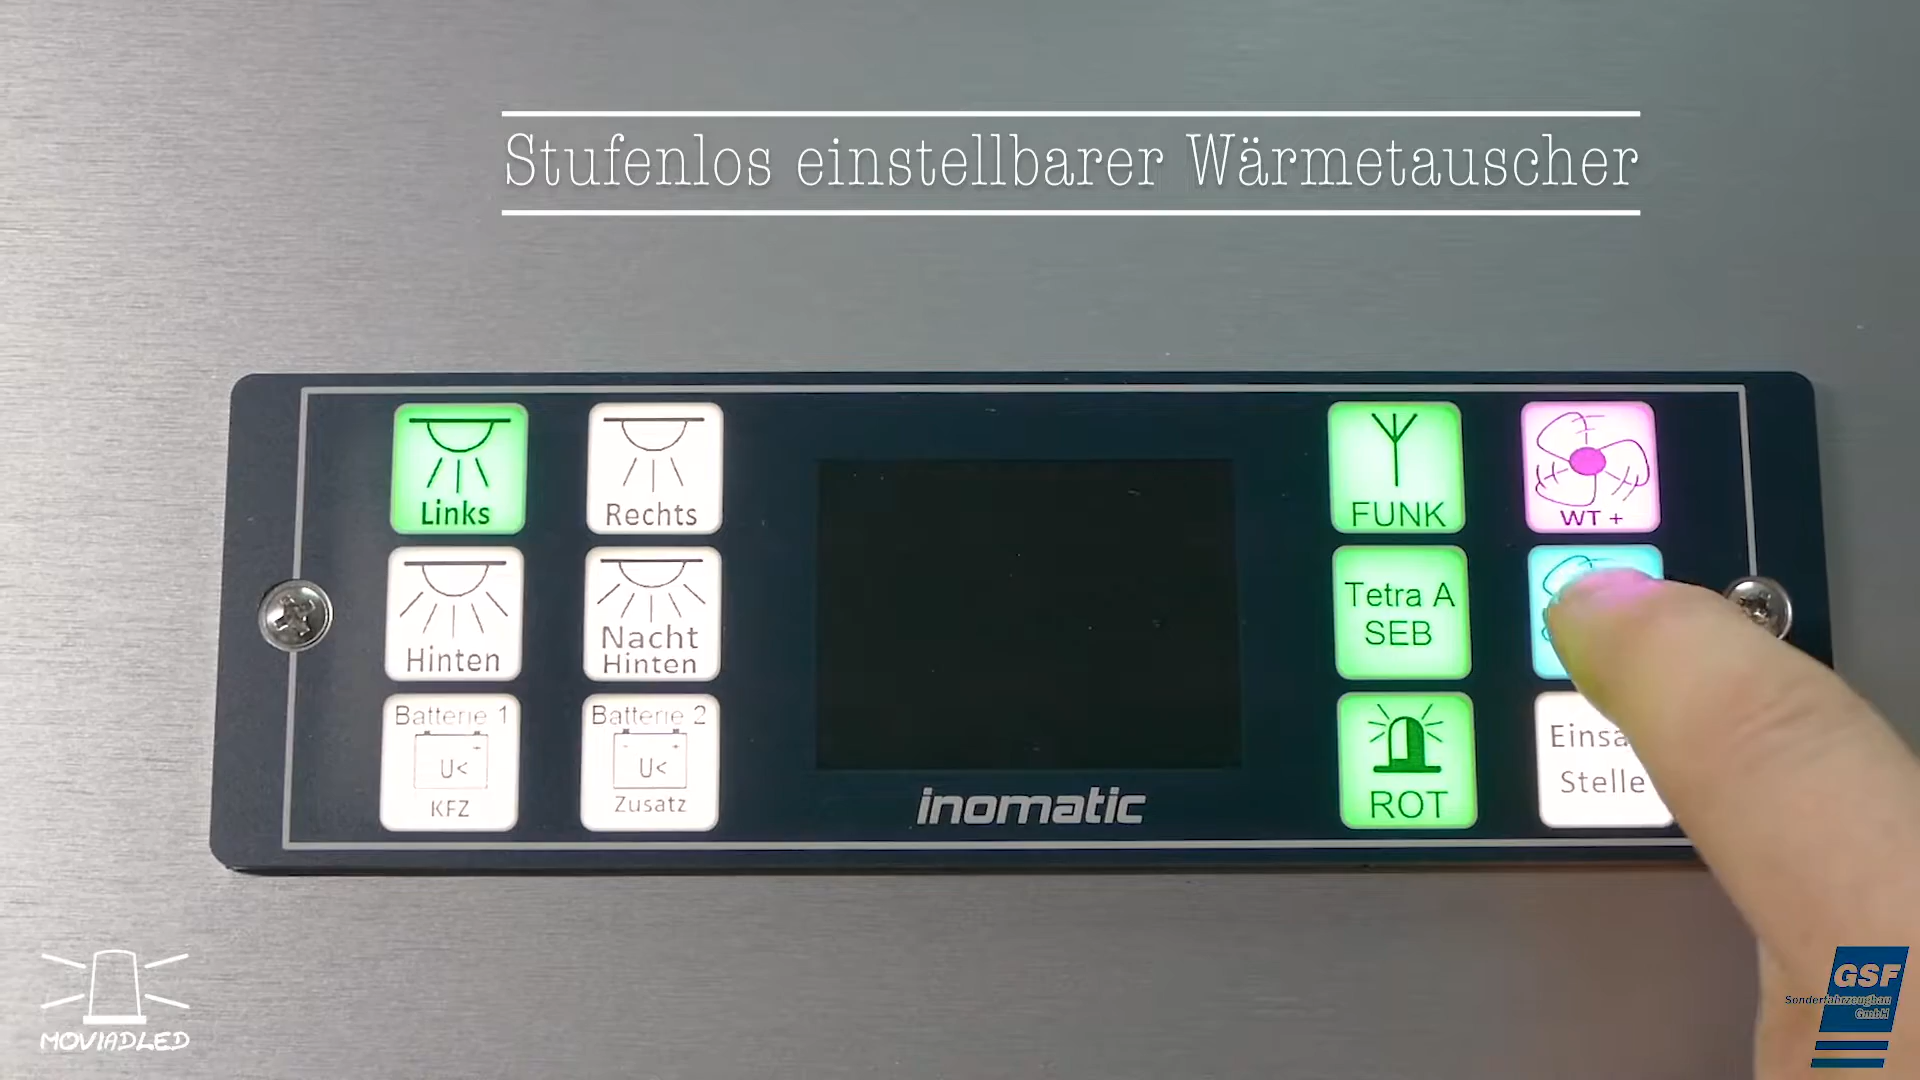 Stufenlos einstellbarer Wärmetauscher
Links
Rechts
FUNK
WT +
Hinten
Nacht
Hinten
Tetra A
SEB
Batterie 1
- +
U<
KFZ
Batterie 2
- +
U<
Zusatz
inomatic
ROT
Stelle
MOVIADLED
GSF
Sonderfahrzeugbau
GmbH